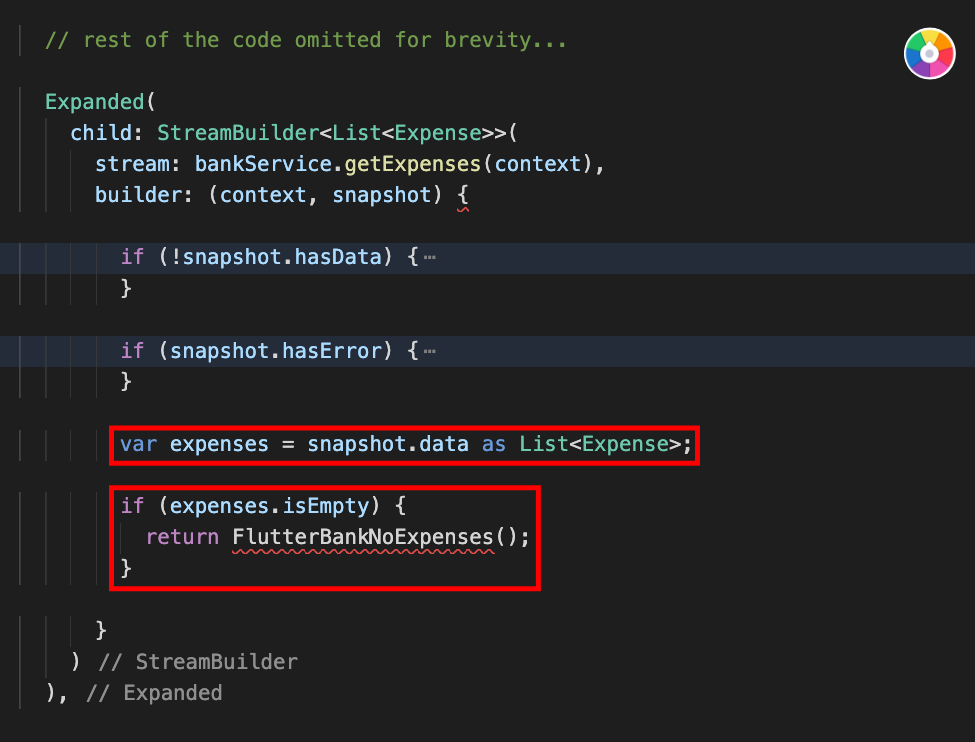 // rest of the code omitted for brevity...
Expanded(
child: StreamBuilder<List<Expense>>(
stream: bankService.getExpenses(context),
builder: (context, snapshot) {
if (!snapshot.hasData) {⋯
}
if (snapshot.hasError) {⋯
}
var expenses = snapshot.data as List<Expense>;
if (expenses.isEmpty) {
return FlutterBankNoExpenses();
}
}
) // StreamBuilder
), // Expanded